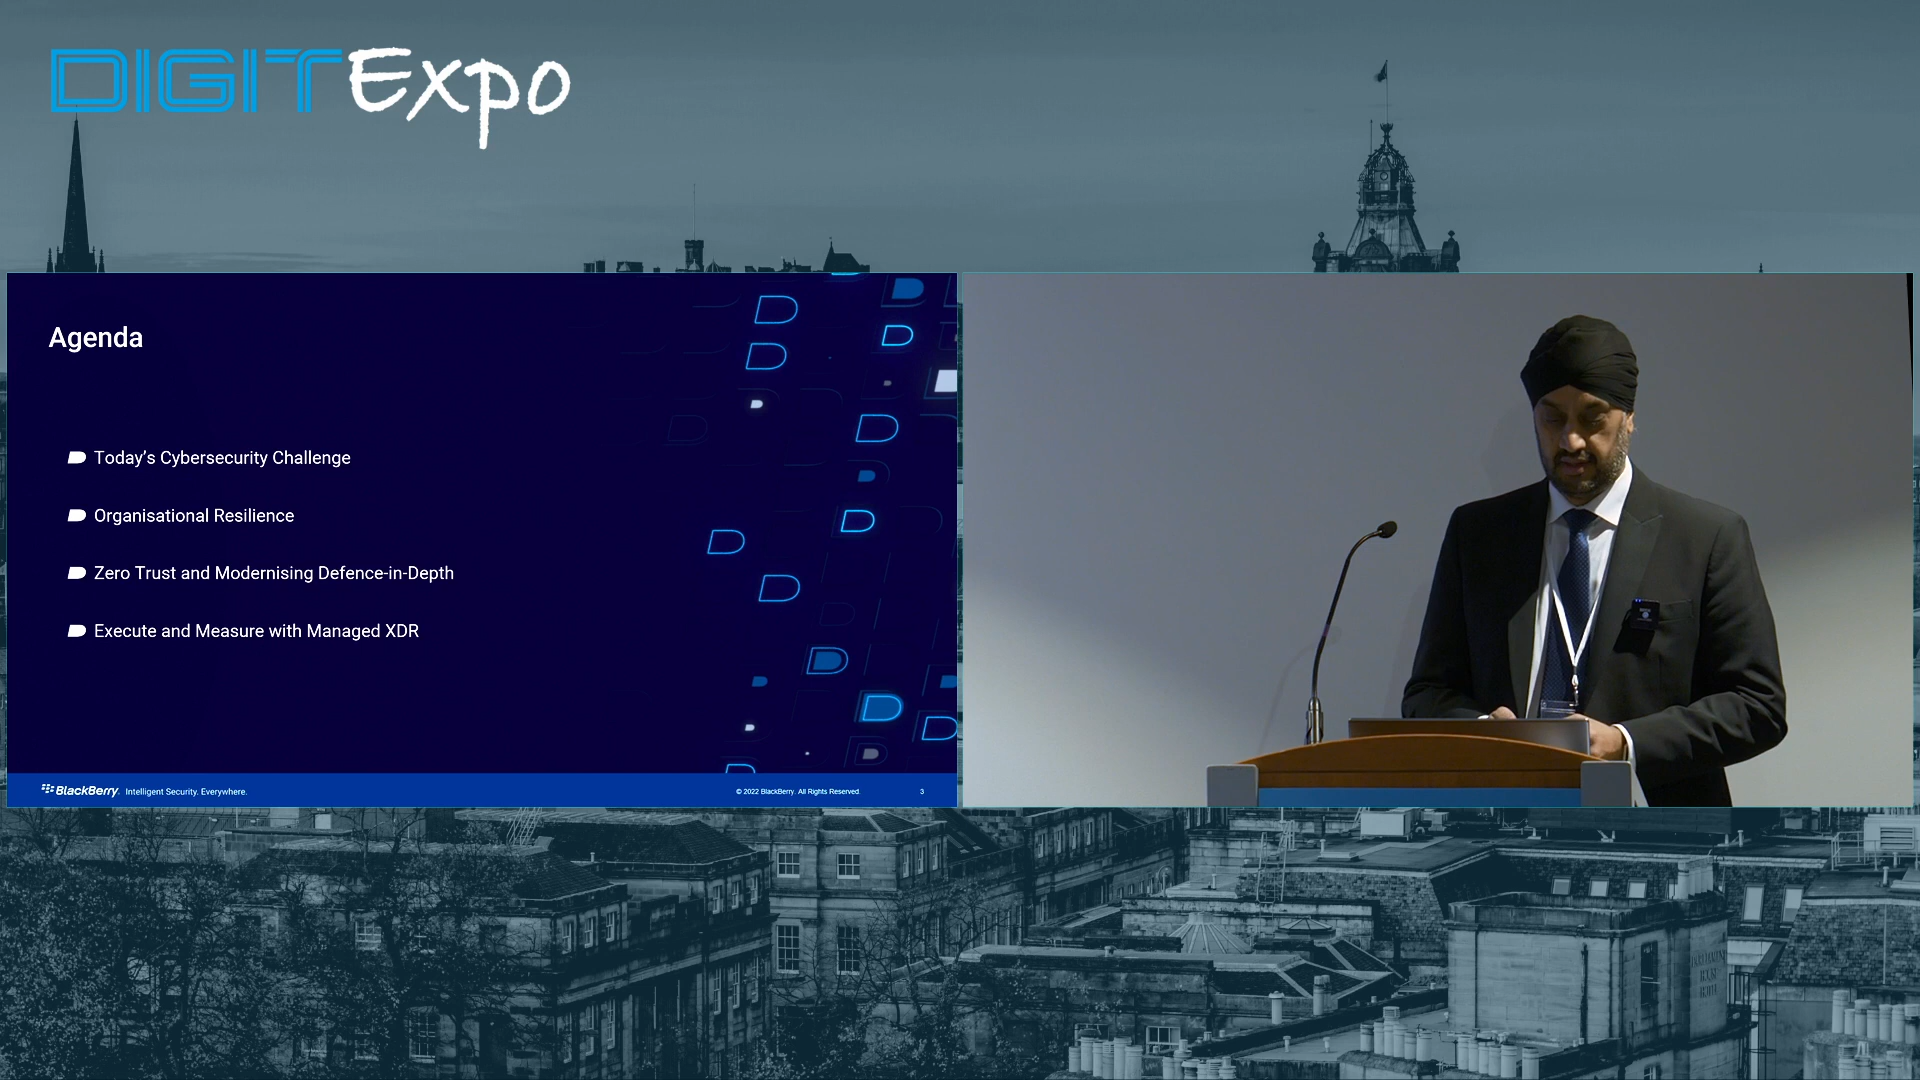 DIGITExpo
Agenda
Today’s Cybersecurity Challenge
Organisational Resilience
Zero Trust and Modernising Defence-in-Depth
Execute and Measure with Managed XDR
BlackBerry. Intelligent Security. Everywhere.
© 2022 BlackBerry. All Rights Reserved.
3